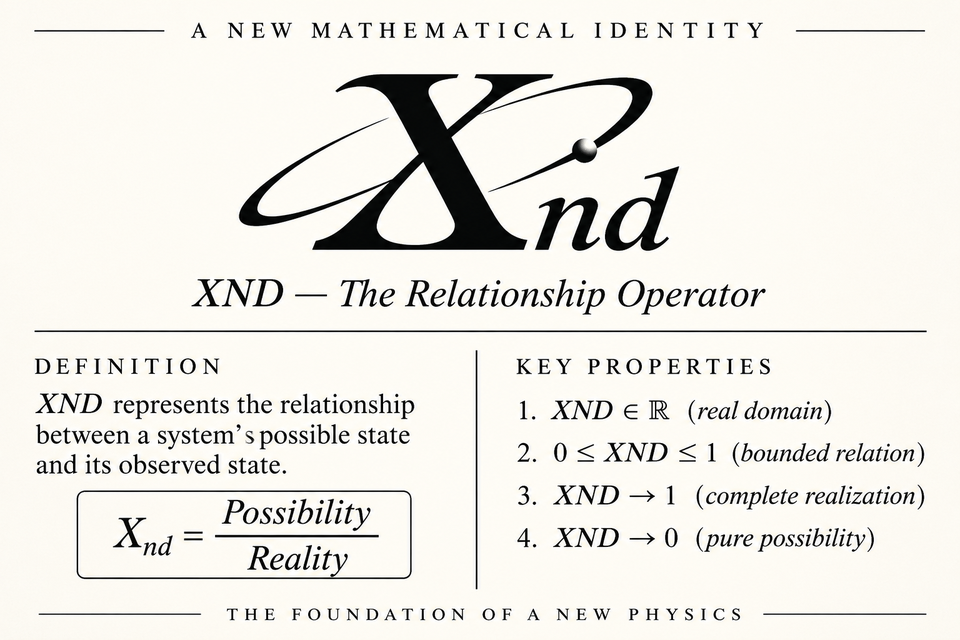 A NEW MATHEMATICAL IDENTITY
Xnd
XND — The Relationship Operator
DEFINITION
XND represents the relationship
between a system's possible state
and its observed state.
X_nd = Possibility / Reality
KEY PROPERTIES
1. XND ∈ ℝ (real domain)
2. 0 ≤ XND ≤ 1 (bounded relation)
3. XND → 1 (complete realization)
4. XND → 0 (pure possibility)
THE FOUNDATION OF A NEW PHYSICS